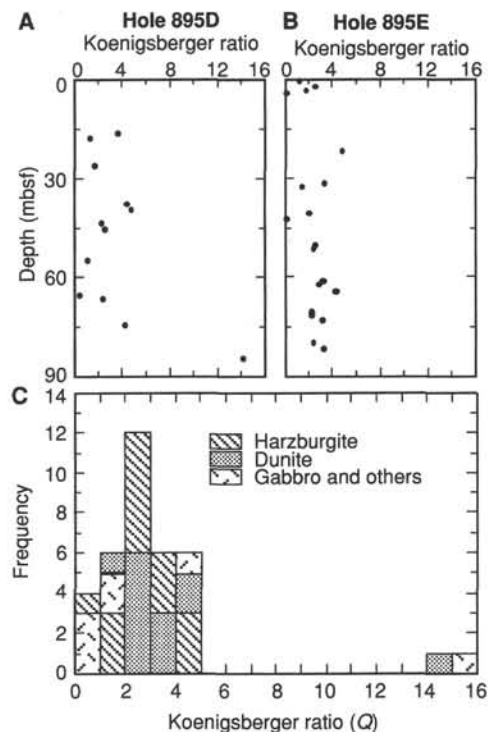 A Hole 895D
Koenigsberger ratio
0 4 8 12 16
0
30
60
90
Depth (mbsf)
B Hole 895E
Koenigsberger ratio
0 4 8 12 16
C
14
12
10
8
6
4
2
0
Frequency
Harzburgite
Dunite
Gabbro and others
0 2 4 6 8 10 12 14 16
Koenigsberger ratio (Q)